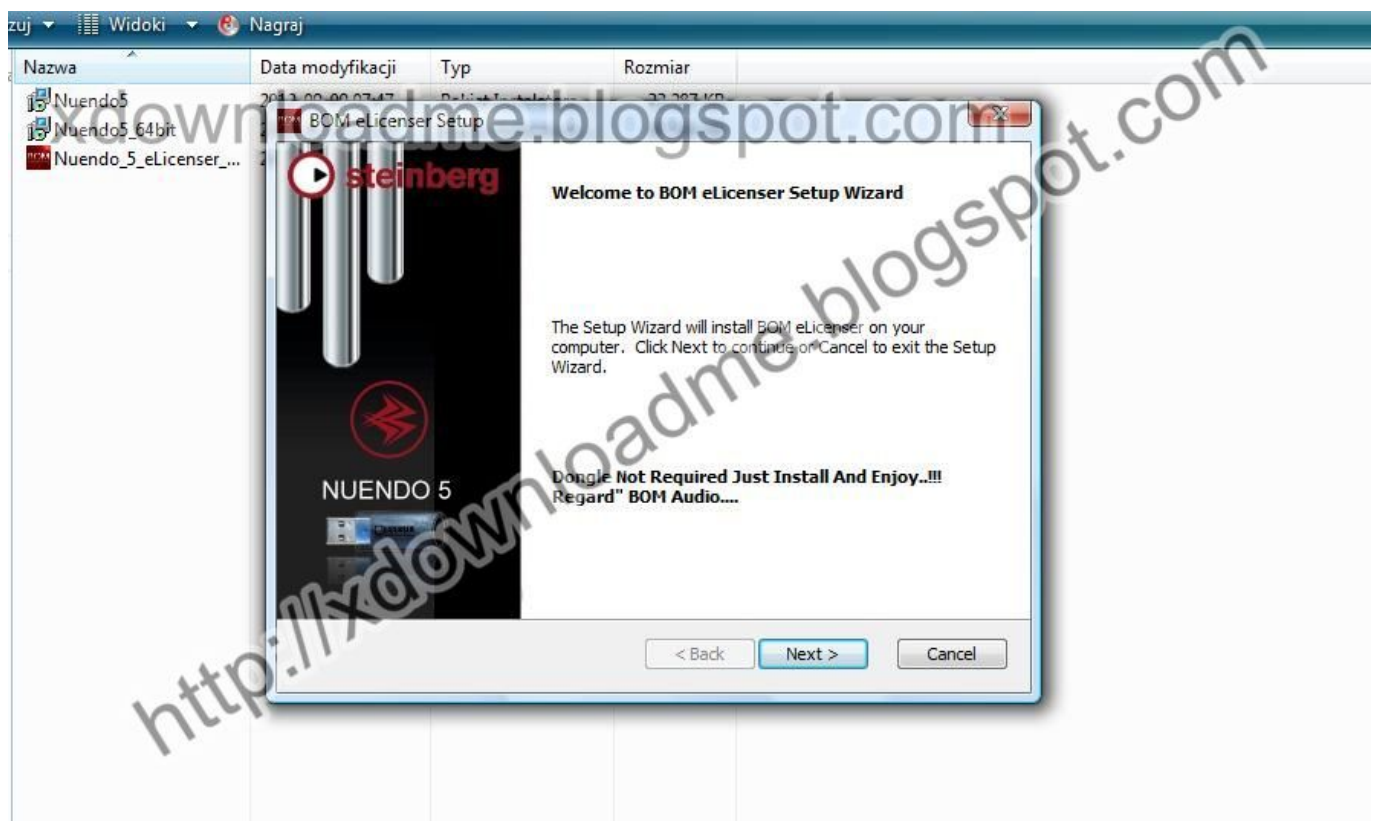 zuj Widoki Nagraj
Nazwa Data modyfikacji Typ Rozmiar
Nuendo5
Nuendo5_64bit
Nuendo_5_eLicenser_...
xdownloadme.blogspot.com
BOM eLicenser Setup
steinberg
Welcome to BOM eLicenser Setup Wizard
The Setup Wizard will install BOM eLicenser on your
computer. Click Next to continue or Cancel to exit the Setup
Wizard.
NUENDO 5
Dongle Not Required Just Install And Enjoy..!!!
Regard" BOM Audio....
< Back Next > Cancel
http://xdownloadme.blogspot.com